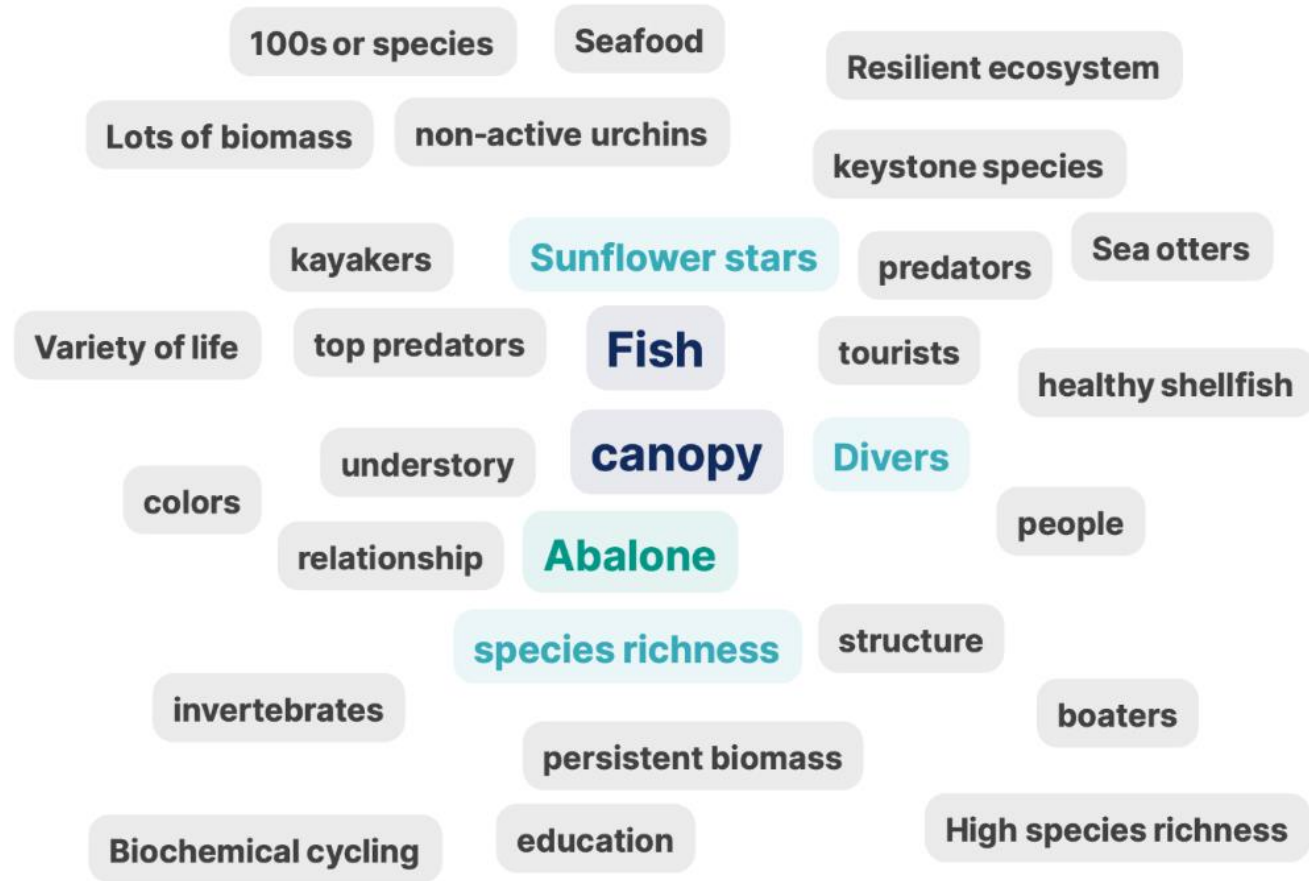 100s or species
Seafood
Resilient ecosystem
Lots of biomass
non-active urchins
keystone species
kayakers
Sunflower stars
predators
Sea otters
Variety of life
top predators
Fish
tourists
healthy shellfish
understory
canopy
Divers
colors
people
relationship
Abalone
species richness
structure
invertebrates
boaters
persistent biomass
Biochemical cycling
education
High species richness